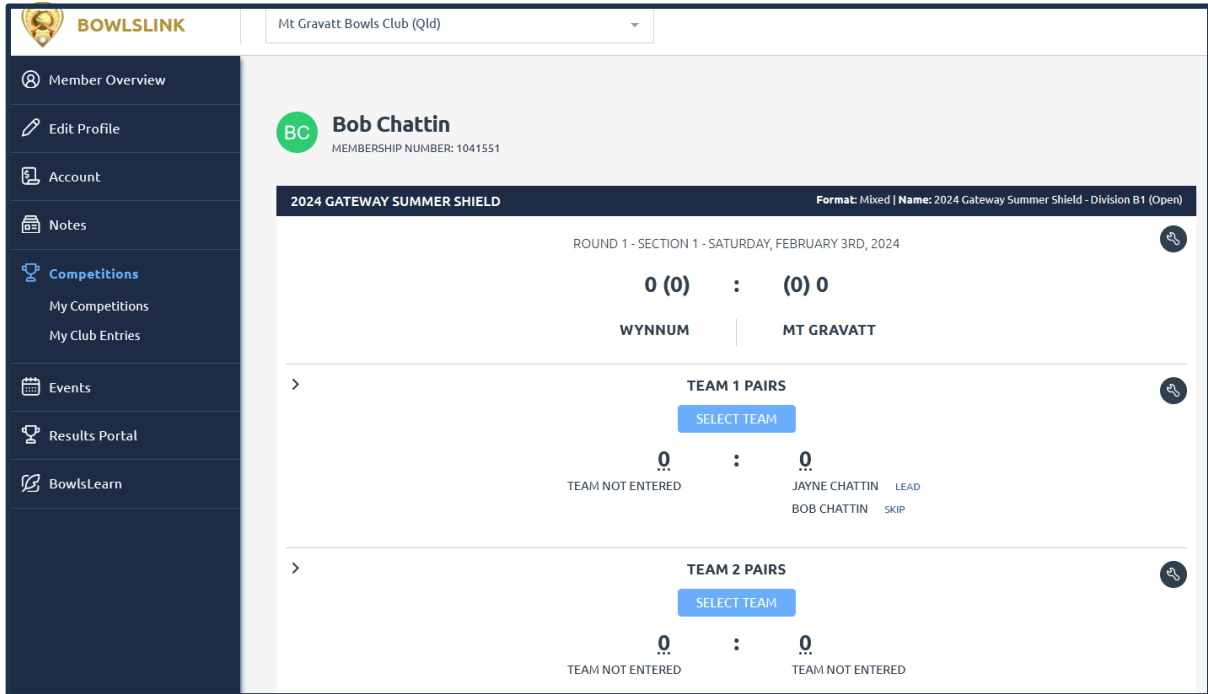 BOWLSLINK
Mt Gravatt Bowls Club (Qld)
Member Overview
Edit Profile
Account
Notes
Competitions
My Competitions
My Club Entries
Events
Results Portal
BowlsLearn
BC
Bob Chattin
MEMBERSHIP NUMBER: 1041551
2024 GATEWAY SUMMER SHIELD Format: Mixed | Name: 2024 Gateway Summer Shield - Division B1 (Open)
ROUND 1 - SECTION 1 - SATURDAY, FEBRUARY 3RD, 2024
0 (0) : (0) 0
WYNNUM MT GRAVATT
TEAM 1 PAIRS
SELECT TEAM
0 : 0
TEAM NOT ENTERED JAYNE CHATTIN LEAD
BOB CHATTIN SKIP
TEAM 2 PAIRS
SELECT TEAM
0 : 0
TEAM NOT ENTERED TEAM NOT ENTERED